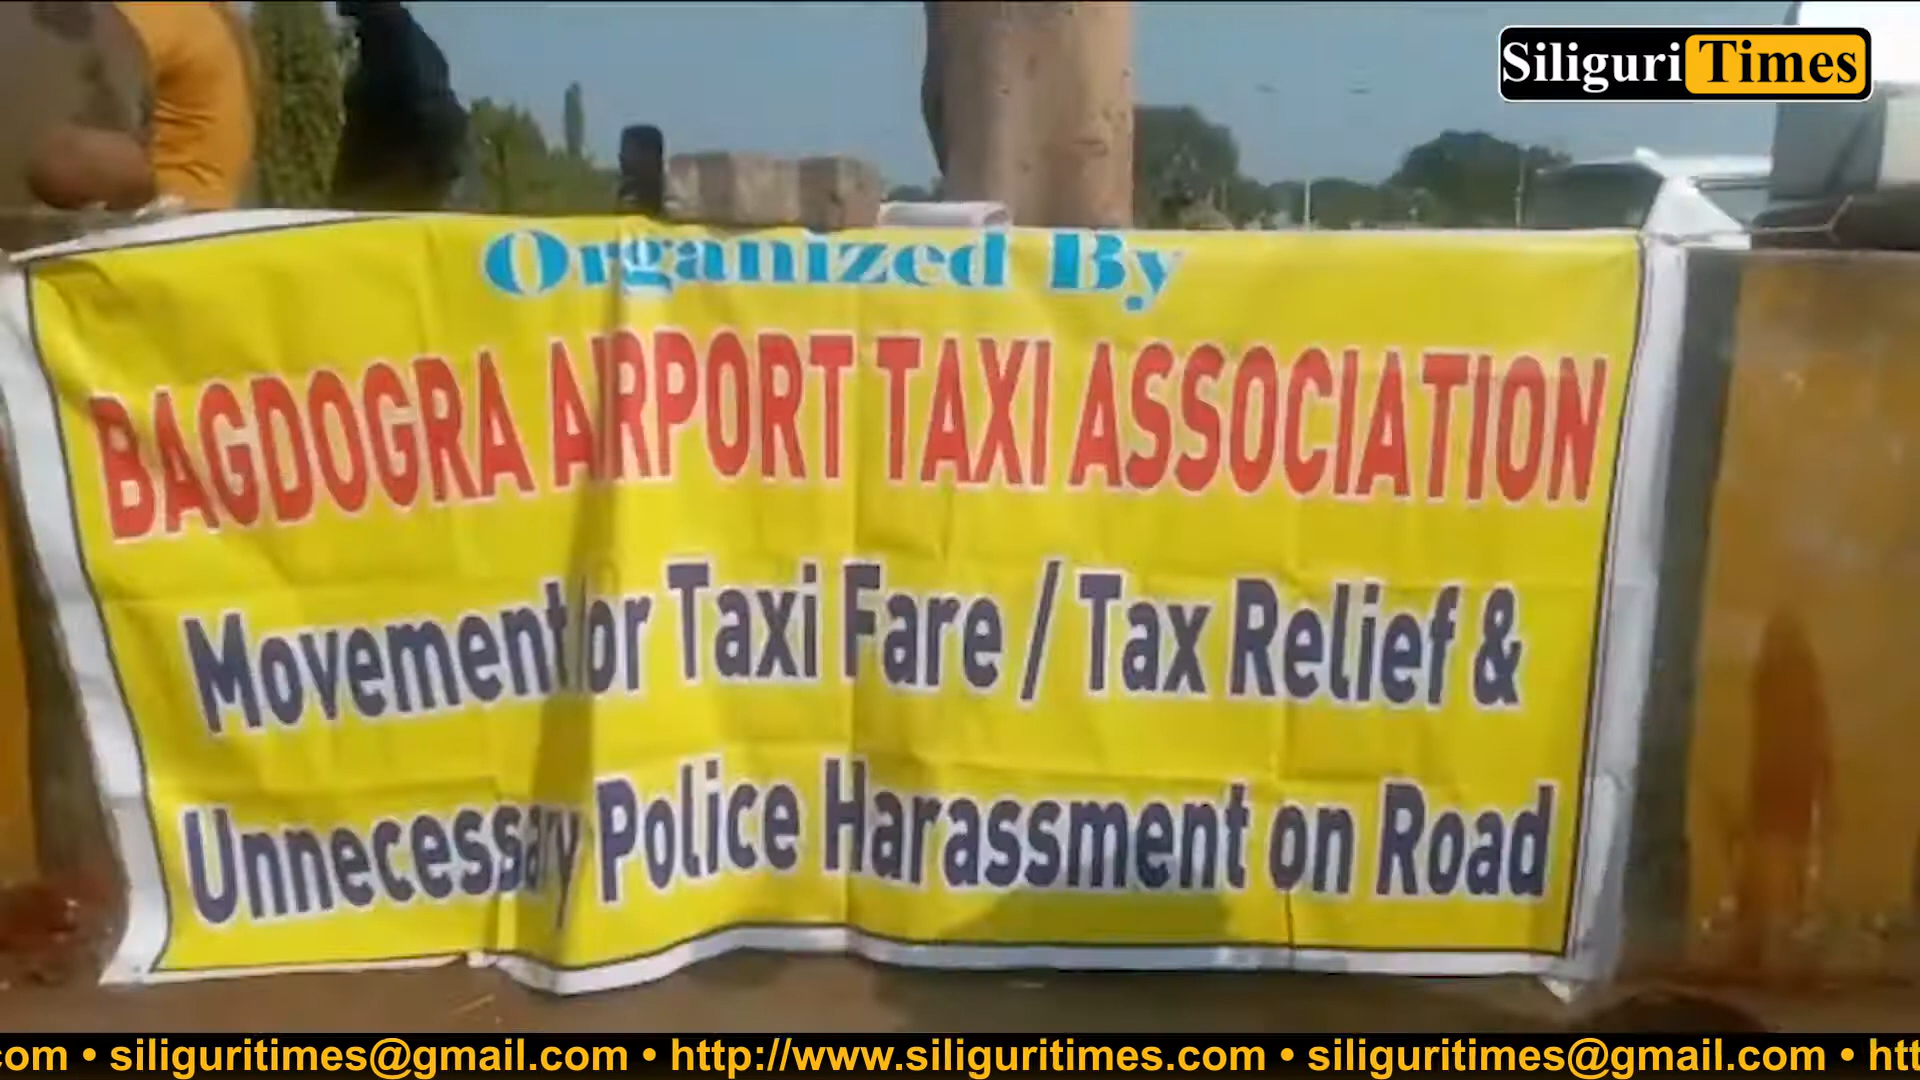 Siliguri Times
Organized By
BAGDOGRA AIRPORT TAXI ASSOCIATION
Movement for Taxi Fare / Tax Relief &
Unnecessary Police Harassment on Road
com • siliguritimes@gmail.com • http://www.siliguritimes.com • siliguritimes@gmail.com • htt